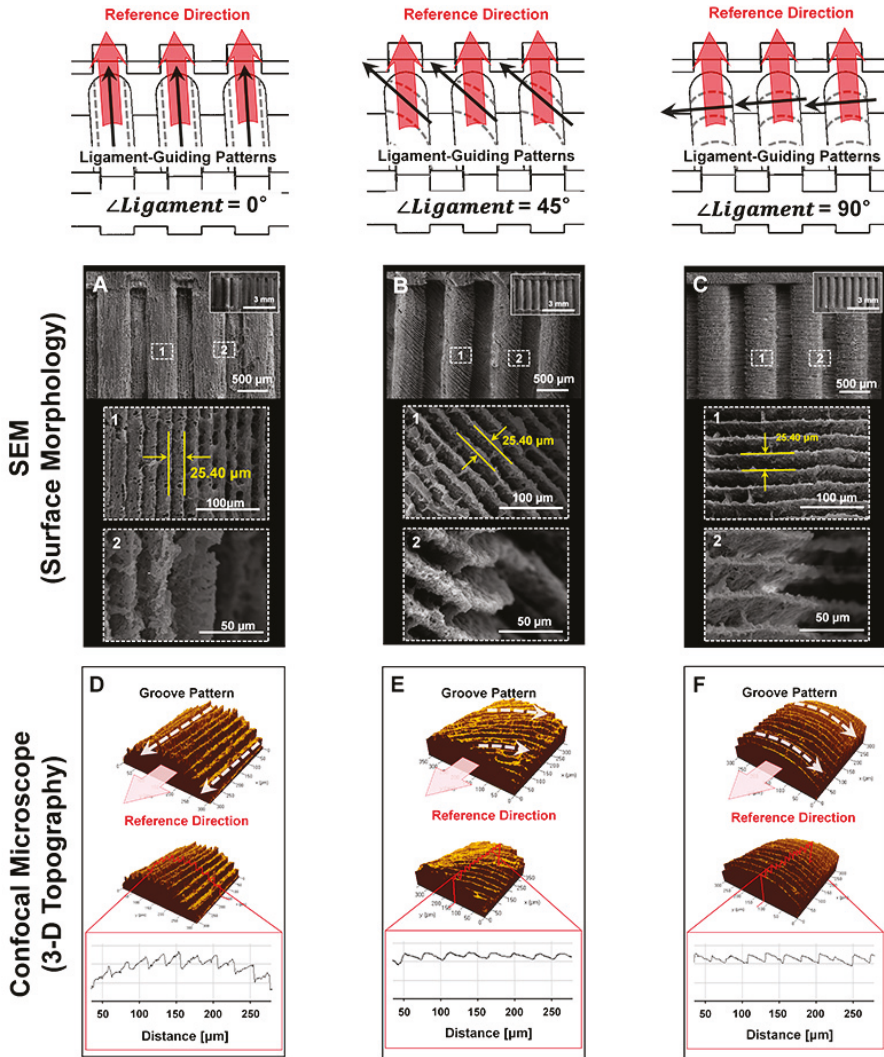 Reference Direction
Reference Direction
Reference Direction
Ligament-Guiding Patterns
Ligament-Guiding Patterns
Ligament-Guiding Patterns
∠Ligament = 0°
∠Ligament = 45°
∠Ligament = 90°
SEM
(Surface Morphology)
A
3 mm
1
2
500 µm
B
3 mm
1
2
500 µm
C
3 mm
1
2
500 µm
1
25.40 µm
100µm
1
25.40 µm
100 µm
1
25.40 µm
100 µm
2
50 µm
2
50 µm
2
50 µm
Confocal Microscope
(3-D Topography)
D
Groove Pattern
Reference Direction
50 100 150 200 250
Distance [µm]
E
Groove Pattern
Reference Direction
50 100 150 200 250
Distance [µm]
F
Groove Pattern
Reference Direction
50 100 150 200 250
Distance [µm]